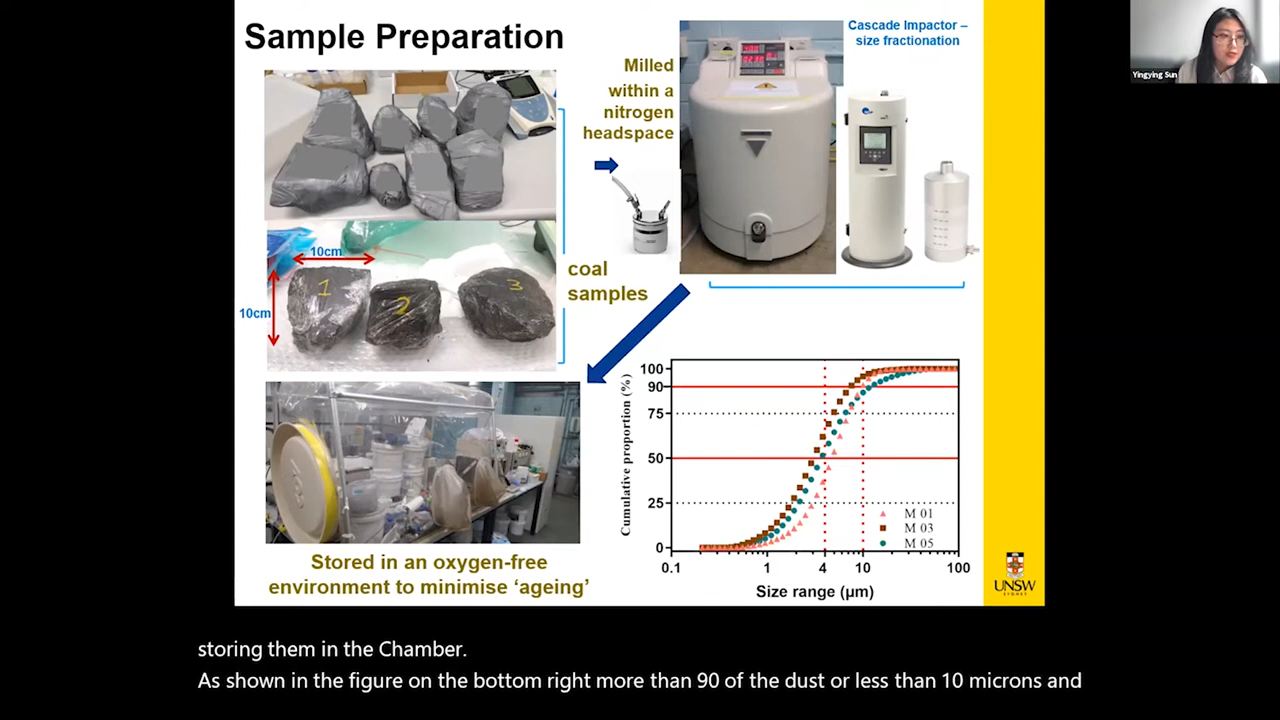 Sample Preparation
Milled
within a
nitrogen
headspace
Cascade Impactor –
size fractionation
Yingying Sun
10cm
10cm
1
2
3
coal
samples
Stored in an oxygen-free
environment to minimise ‘ageing’
Cumulative proportion (%)
100
90
75
50
25
0
M 01
M 03
M 05
0.1
1
4
10
100
Size range (µm)
UNSW
SYDNEY
storing them in the Chamber.
As shown in the figure on the bottom right more than 90 of the dust or less than 10 microns and